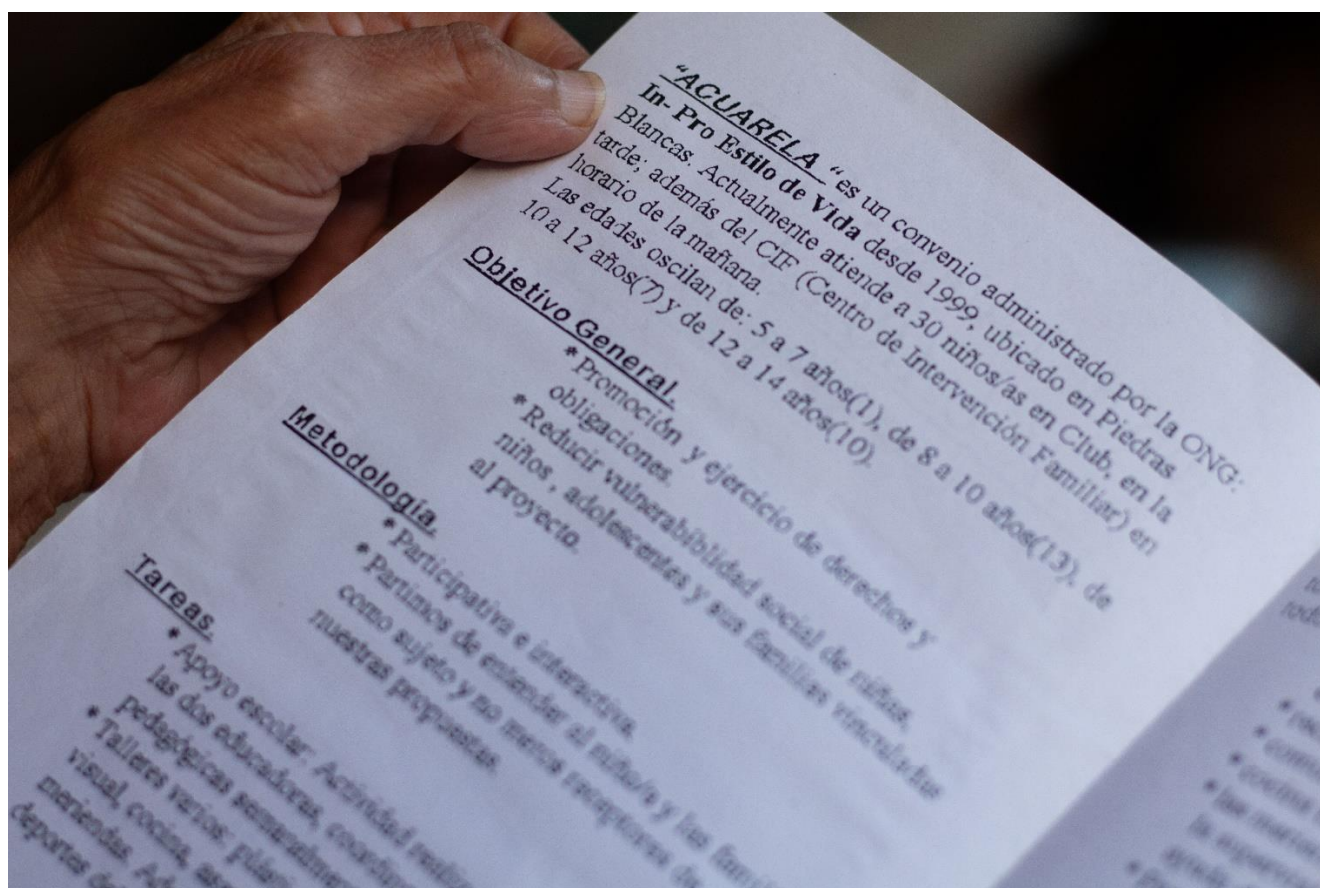 "ACUARELA "es un convenio administrado por la ONG:
In- Pro Estilo de Vida desde 1999, ubicado en Piedras
Blancas. Actualmente atiende a 30 niños/as en Club, en la
tarde; además del CIF (Centro de Intervención Familiar) en
horario de la mañana.
Las edades oscilan de: 5 a 7 años(1), de 8 a 10 años(13), de
10 a 12 años(7) y de 12 a 14 años(10).
Objetivo General.
* Promoción y ejercicio de derechos y
obligaciones.
* Reducir vulnerabiblidad social de niñas,
niños , adolescentes y sus familias vinculadas
al proyecto.
Metodología.
* Participativa e interactiva.
* Partimos de entender al niño/a y las
como sujeto y no meros receptores de
nuestras propuestas.
Tareas.
* Apoyo escolar: Actividad
las dos educadoras,
pedagógicas
* Talleres varios:
visual, cocina,
meriendas.
deportes